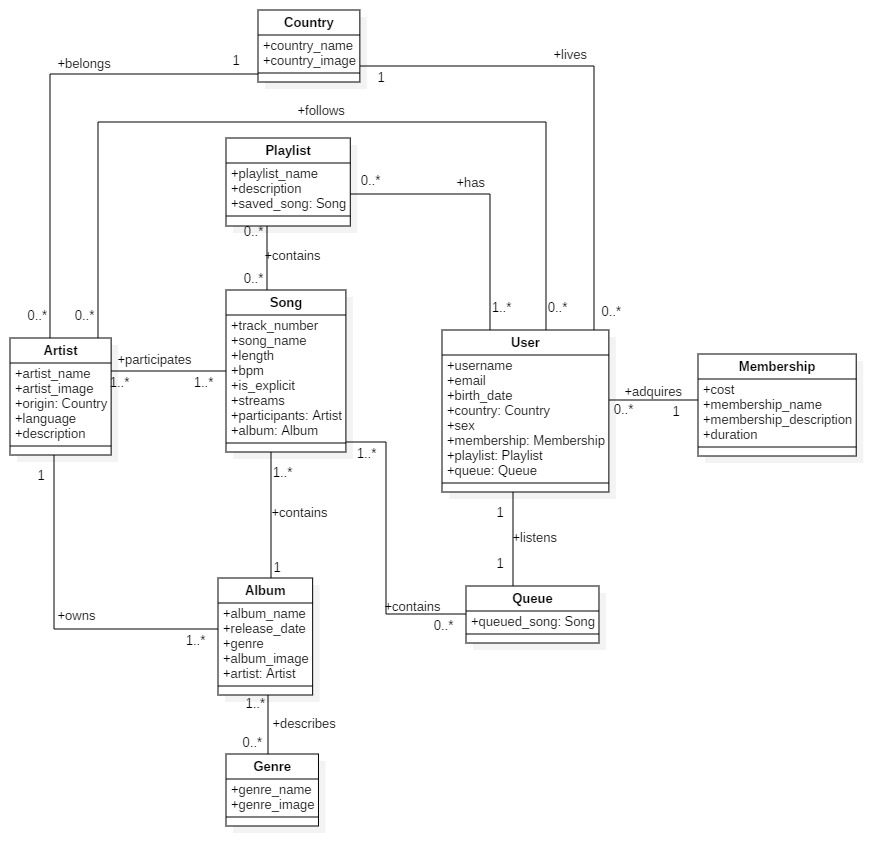 Country
+country_name
+country_image
+belongs
1
1
+lives
+follows
Playlist
+playlist_name
+description
+saved_song: Song
0..*
+has
0..*
+contains
0..*
Song
+track_number
+song_name
+length
+bpm
+is_explicit
+streams
+participants: Artist
+album: Album
0..*
0..*
1..*
0..*
0..*
Artist
+artist_name
+artist_image
+origin: Country
+language
+description
+participates
1..*
1..*
User
+username
+email
+birth_date
+country: Country
+sex
+membership: Membership
+playlist: Playlist
+queue: Queue
+adquires
0..*
1
Membership
+cost
+membership_name
+membership_description
+duration
1
1..*
1..*
+contains
1
1
+listens
1
Album
+album_name
+release_date
+genre
+album_image
+artist: Artist
+owns
1..*
+contains
0..*
Queue
+queued_song: Song
1..*
+describes
0..*
Genre
+genre_name
+genre_image